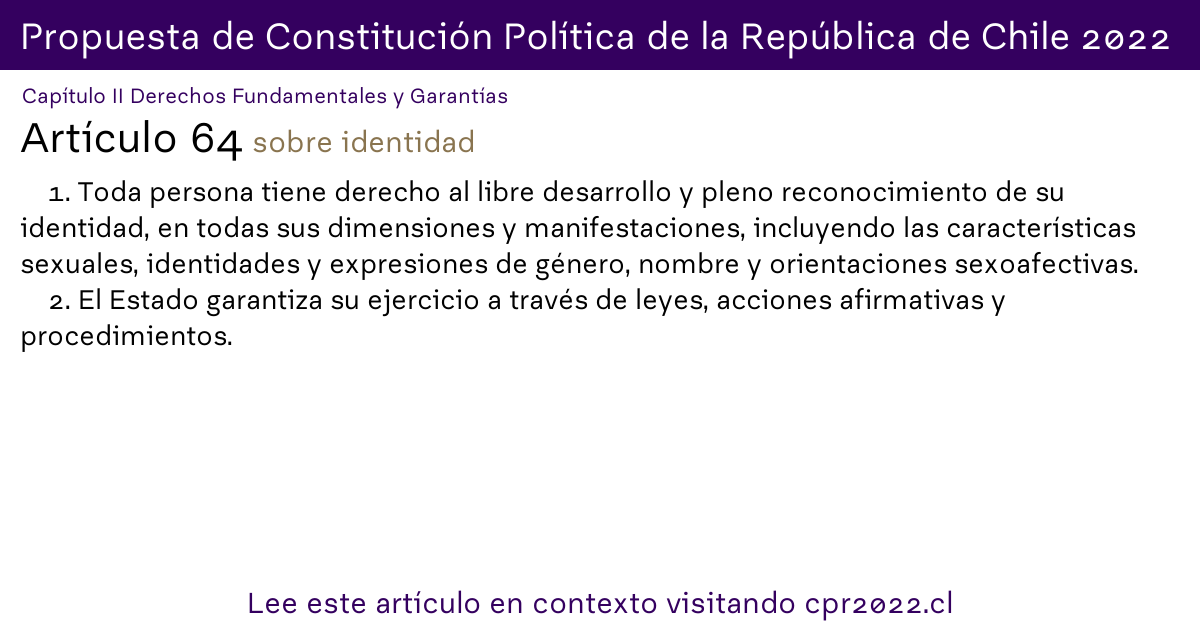 Propuesta de Constitución Política de la República de Chile 2022
Capítulo II Derechos Fundamentales y Garantías
Artículo 64 sobre identidad
1. Toda persona tiene derecho al libre desarrollo y pleno reconocimiento de su
identidad, en todas sus dimensiones y manifestaciones, incluyendo las características
sexuales, identidades y expresiones de género, nombre y orientaciones sexoafectivas.
2. El Estado garantiza su ejercicio a través de leyes, acciones afirmativas y
procedimientos.
Lee este artículo en contexto visitando cpr2022.cl